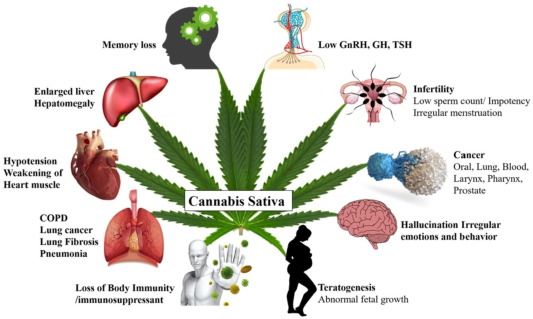 Memory loss
Low GnRH, GH, TSH
Enlarged liver
Hepatomegaly
Infertility
Low sperm count/ Impotency
Irregular menstruation
Hypotension
Weakening of
Heart muscle
Cancer
Oral, Lung, Blood,
Larynx, Pharynx,
Prostate
Cannabis Sativa
COPD
Lung cancer
Lung Fibrosis
Pneumonia
Hallucination Irregular
emotions and behavior
Loss of Body Immunity
/immunosuppressant
Teratogenesis
Abnormal fetal growth